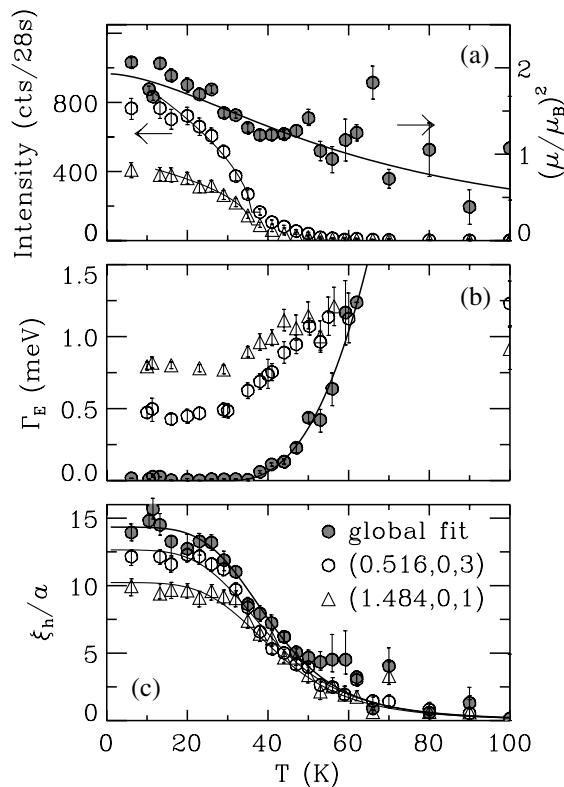 Intensity (cts/28s)
800
400
0
(a)
2
1
0
(μ/μ_B)²
Γ_E (meV)
1.5
1.0
0.5
0.0
(b)
ξ_h/a
15
10
5
0
global fit
(0.516,0,3)
(1.484,0,1)
(c)
0 20 40 60 80 100
T (K)